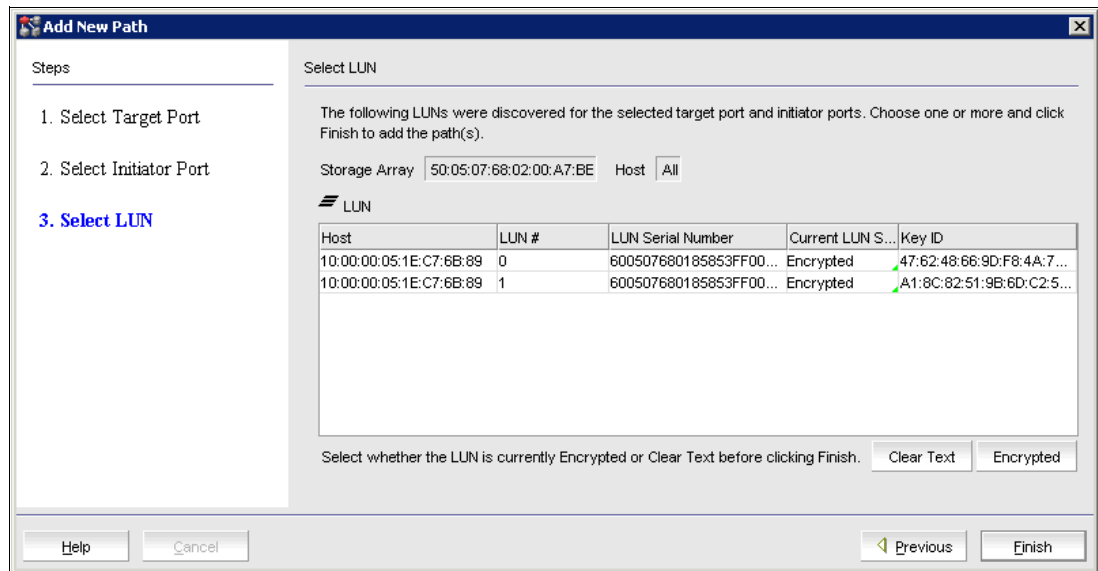 Add New Path
Steps
1. Select Target Port
2. Select Initiator Port
3. Select LUN
Select LUN
The following LUNs were discovered for the selected target port and initiator ports. Choose one or more and click
Finish to add the path(s).
Storage Array 50:05:07:68:02:00:A7:BE Host All
LUN
Host LUN # LUN Serial Number Current LUN S... Key ID
10:00:00:05:1E:C7:6B:89 0 600507680185853FF00... Encrypted 47:62:48:66:9D:F8:4A:7...
10:00:00:05:1E:C7:6B:89 1 600507680185853FF00... Encrypted A1:8C:82:51:9B:6D:C2:5...
Select whether the LUN is currently Encrypted or Clear Text before clicking Finish. Clear Text Encrypted
Help Cancel Previous Finish